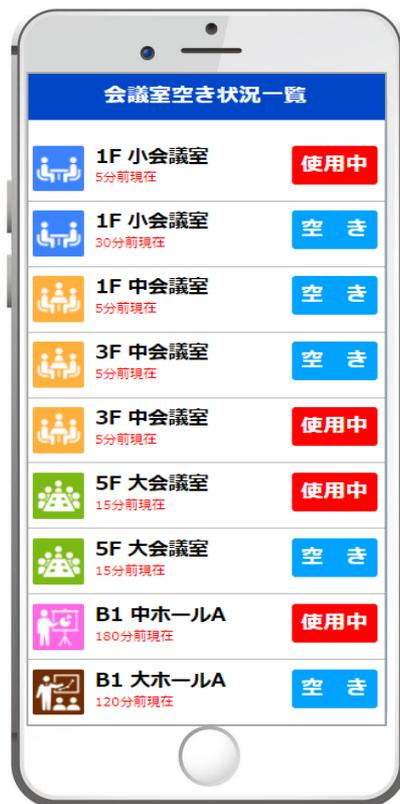 会議室空き状況一覧
1F 小会議室
使用中
5分前現在
1F 小会議室
空 き
30分前現在
1F 中会議室
空 き
5分前現在
3F 中会議室
空 き
5分前現在
3F 中会議室
使用中
5分前現在
5F 大会議室
使用中
15分前現在
5F 大会議室
空 き
15分前現在
B1 中ホールA
使用中
180分前現在
B1 大ホールA
空 き
120分前現在